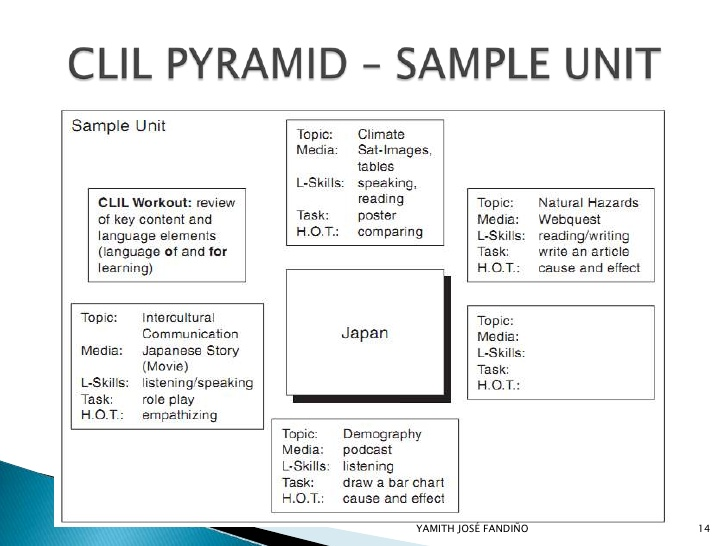 CLIL PYRAMID – SAMPLE UNIT
Sample Unit
Topic: Climate
Media: Sat-Images,
tables
L-Skills: speaking,
reading
Task: poster
H.O.T.: comparing
CLIL Workout: review
of key content and
language elements
(language of and for
learning)
Topic: Natural Hazards
Media: Webquest
L-Skills: reading/writing
Task: write an article
H.O.T.: cause and effect
Topic: Intercultural
Communication
Media: Japanese Story
(Movie)
L-Skills: listening/speaking
Task: role play
H.O.T.: empathizing
Japan
Topic:
Media:
L-Skills:
Task:
H.O.T.:
Topic: Demography
Media: podcast
L-Skills: listening
Task: draw a bar chart
H.O.T.: cause and effect
YAMITH JOSÉ FANDIÑO
14